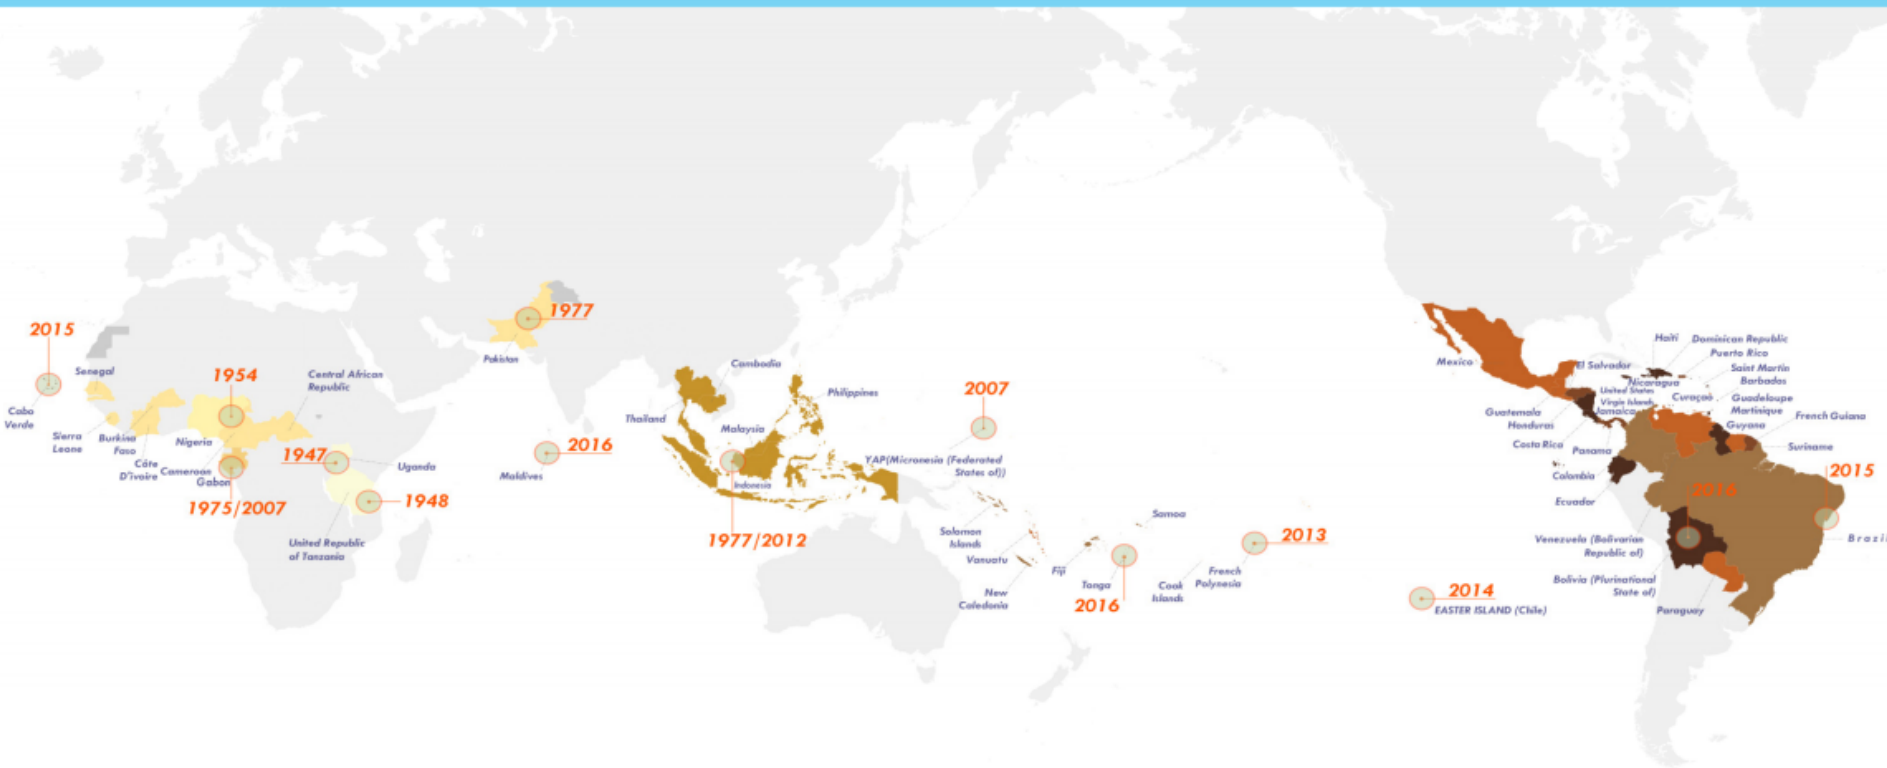 2015
Cabo
Verde
Senegal
Sierra
Leone
Burkina
Faso
Côte
D'ivoire
1954
Nigeria
Cameroon
Gabon
1975/2007
Central African
Republic
1947
Uganda
1948
United Republic
of Tanzania
1977
Pakistan
2016
Maldives
Cambodia
Thailand
Philippines
Malaysia
Indonesia
1977/2012
2007
YAP(Micronesia (Federated
States of))
Solomon
Islands
Vanuatu
New
Caledonia
Fiji
Samoa
Tonga
2016
Cook
Islands
French
Polynesia
2013
2014
EASTER ISLAND (Chile)
Mexico
Guatemala
Honduras
El Salvador
Nicaragua
United States
Virgin Islands
Jamaica
Costa Rica
Panama
Colombia
Ecuador
Haiti
Dominican Republic
Puerto Rico
Saint Martin
Barbados
Curaçao
Guadeloupe
Martinique
French Guiana
Guyana
Suriname
2015
2016
Brazi
Venezuela (Bolivarian
Republic of)
Bolivia (Plurinational
State of)
Paraguay